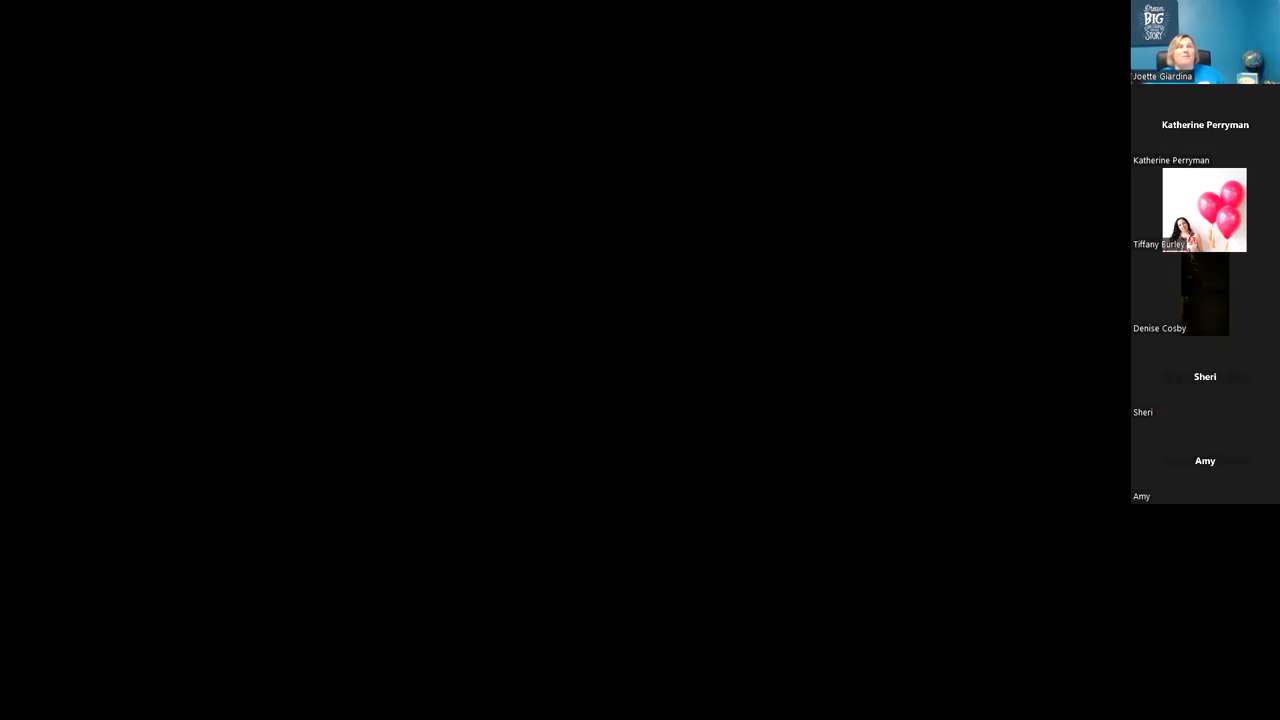 Dream
BIG
STORY
Joette Giardina
Katherine Perryman
Katherine Perryman
Tiffany Burley
Denise Cosby
Sheri
Sheri
Amy
Amy